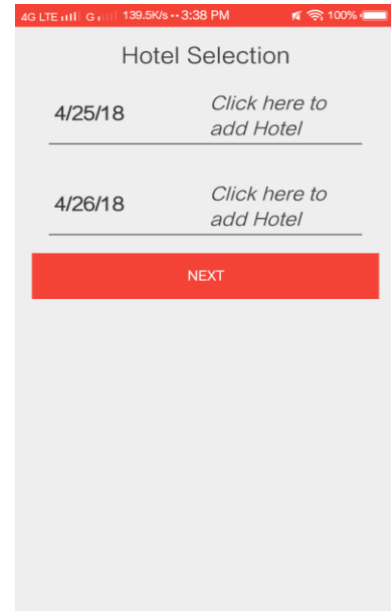 4G LTE G 139.5K/s ·· 3:38 PM 100%
Hotel Selection
4/25/18 Click here to
add Hotel
4/26/18 Click here to
add Hotel
NEXT